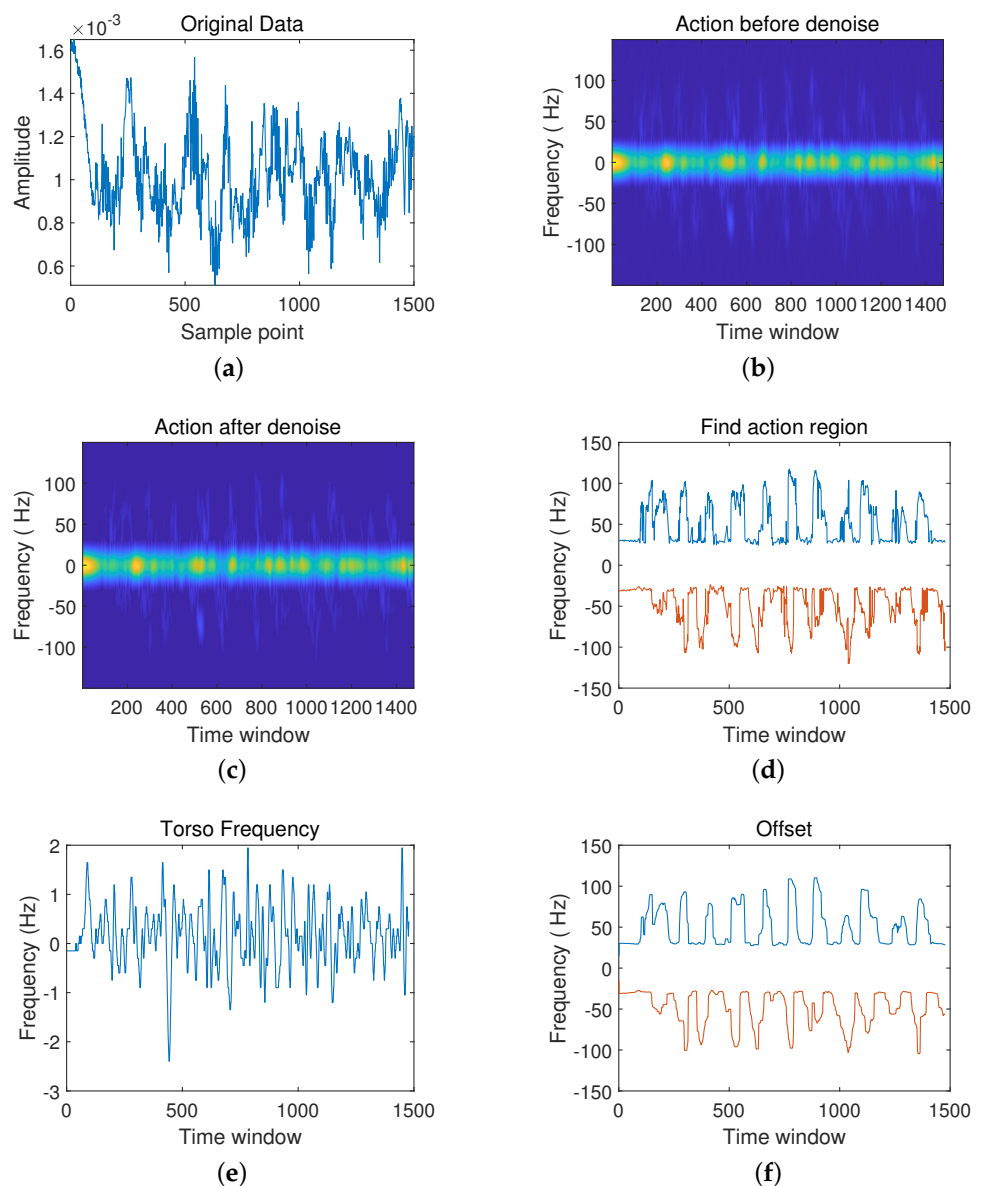 Original Data
×10-3
1.6
1.4
1.2
1
0.8
0.6
Amplitude
0 500 1000 1500
Sample point
(a)
Action before denoise
100
50
0
-50
-100
Frequency ( Hz)
200 400 600 800 1000 1200 1400
Time window
(b)
Action after denoise
100
50
0
-50
-100
Frequency ( Hz)
200 400 600 800 1000 1200 1400
Time window
(c)
Find action region
150
100
50
0
-50
-100
-150
Frequency ( Hz)
0 500 1000 1500
Time window
(d)
Torso Frequency
2
1
0
-1
-2
-3
Frequency (Hz)
0 500 1000 1500
Time window
(e)
Offset
150
100
50
0
-50
-100
-150
Frequency ( Hz)
0 500 1000 1500
Time window
(f)